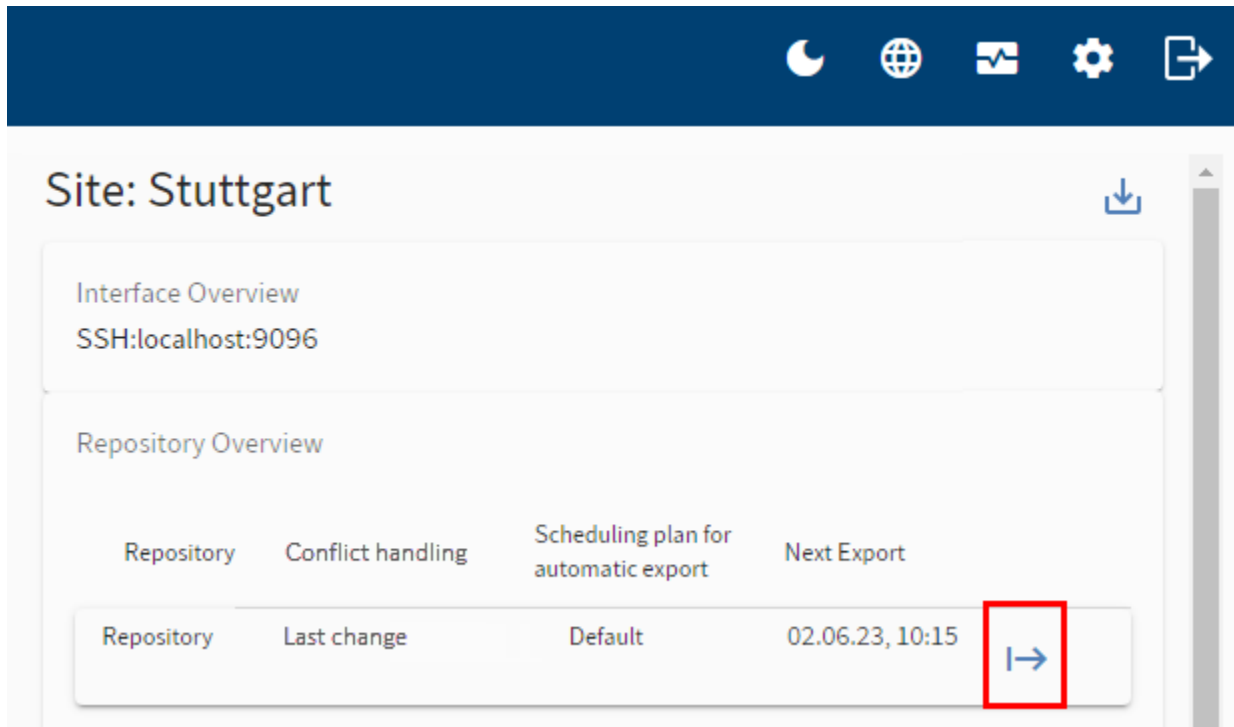 Site: Stuttgart
Interface Overview
SSH:localhost:9096
Repository Overview
Repository Conflict handling Scheduling plan for automatic export Next Export
Repository Last change Default 02.06.23, 10:15